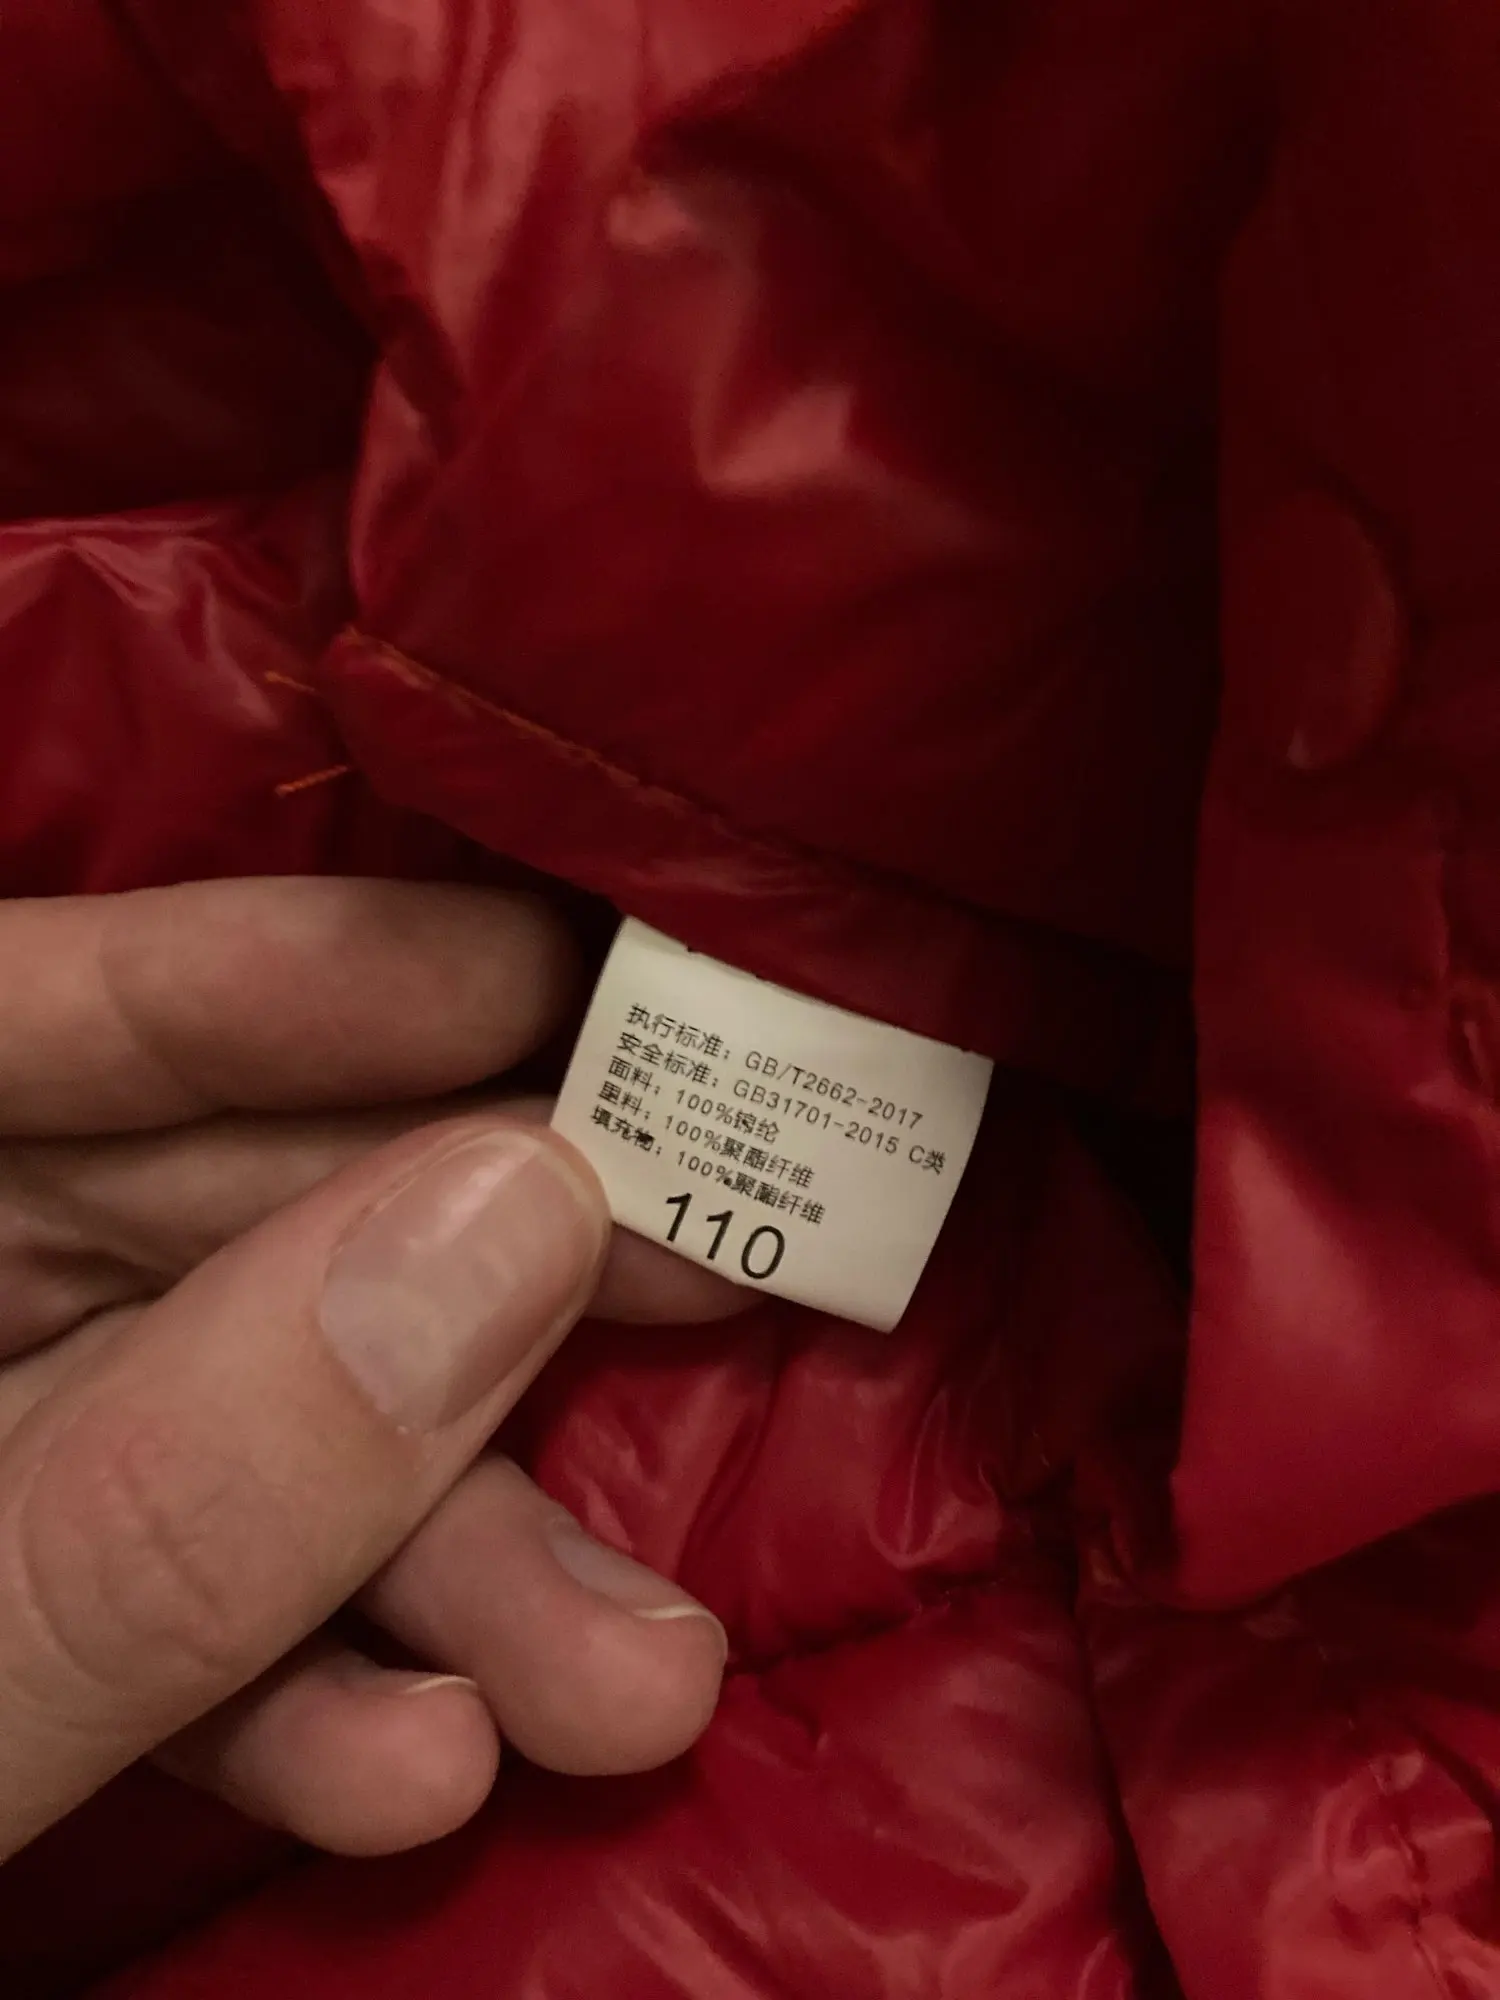 执行标准：GB/T2662-2017
安全标准：GB31701-2015 C类
面料：100%锦纶
里料：100%聚酯纤维
填充物：100%聚酯纤维
110